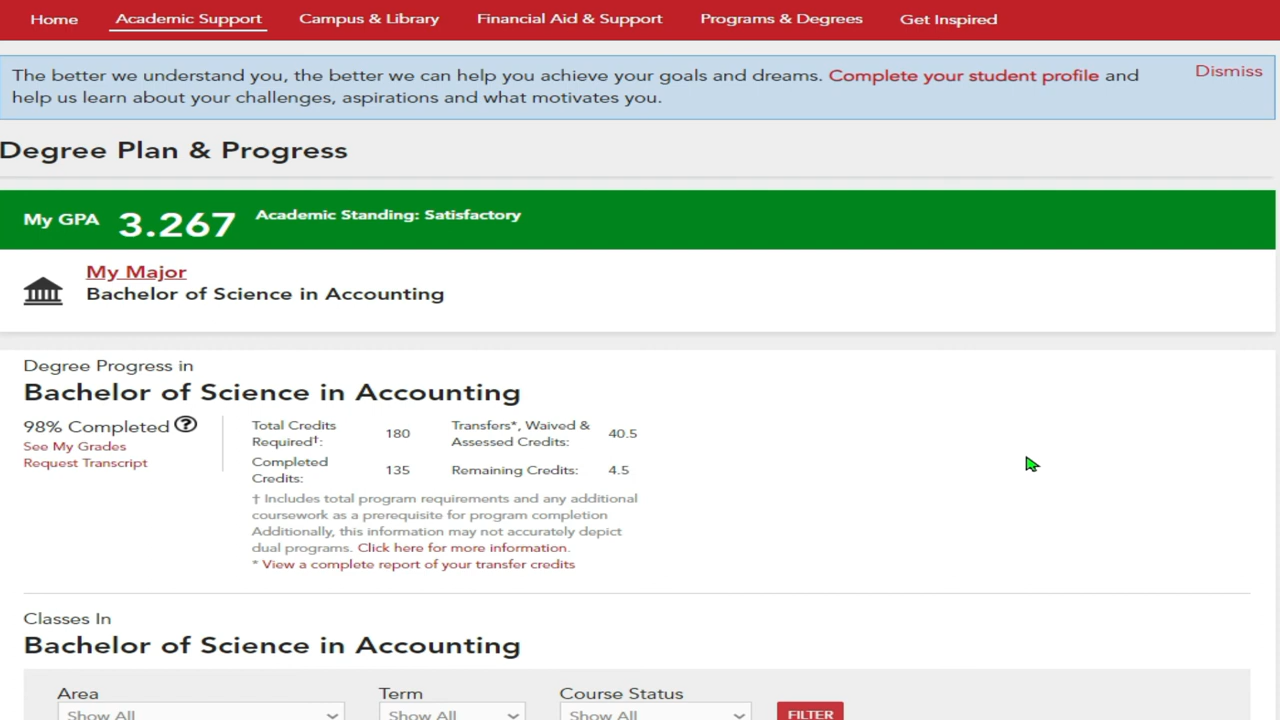 Home Academic Support Campus & Library Financial Aid & Support Programs & Degrees Get Inspired
The better we understand you, the better we can help you achieve your goals and dreams. Complete your student profile and
help us learn about your challenges, aspirations and what motivates you.
Dismiss
Degree Plan & Progress
My GPA 3.267 Academic Standing: Satisfactory
My Major
Bachelor of Science in Accounting
Degree Progress in
Bachelor of Science in Accounting
98% Completed ?
See My Grades
Request Transcript
Total Credits
Required†:
180
Transfers*, Waived &
Assessed Credits:
40.5
Completed
Credits:
135
Remaining Credits: 4.5
† Includes total program requirements and any additional
coursework as a prerequisite for program completion
Additionally, this information may not accurately depict
dual programs. Click here for more information.
* View a complete report of your transfer credits
Classes In
Bachelor of Science in Accounting
Area Term Course Status
Show All Show All Show All FILTER